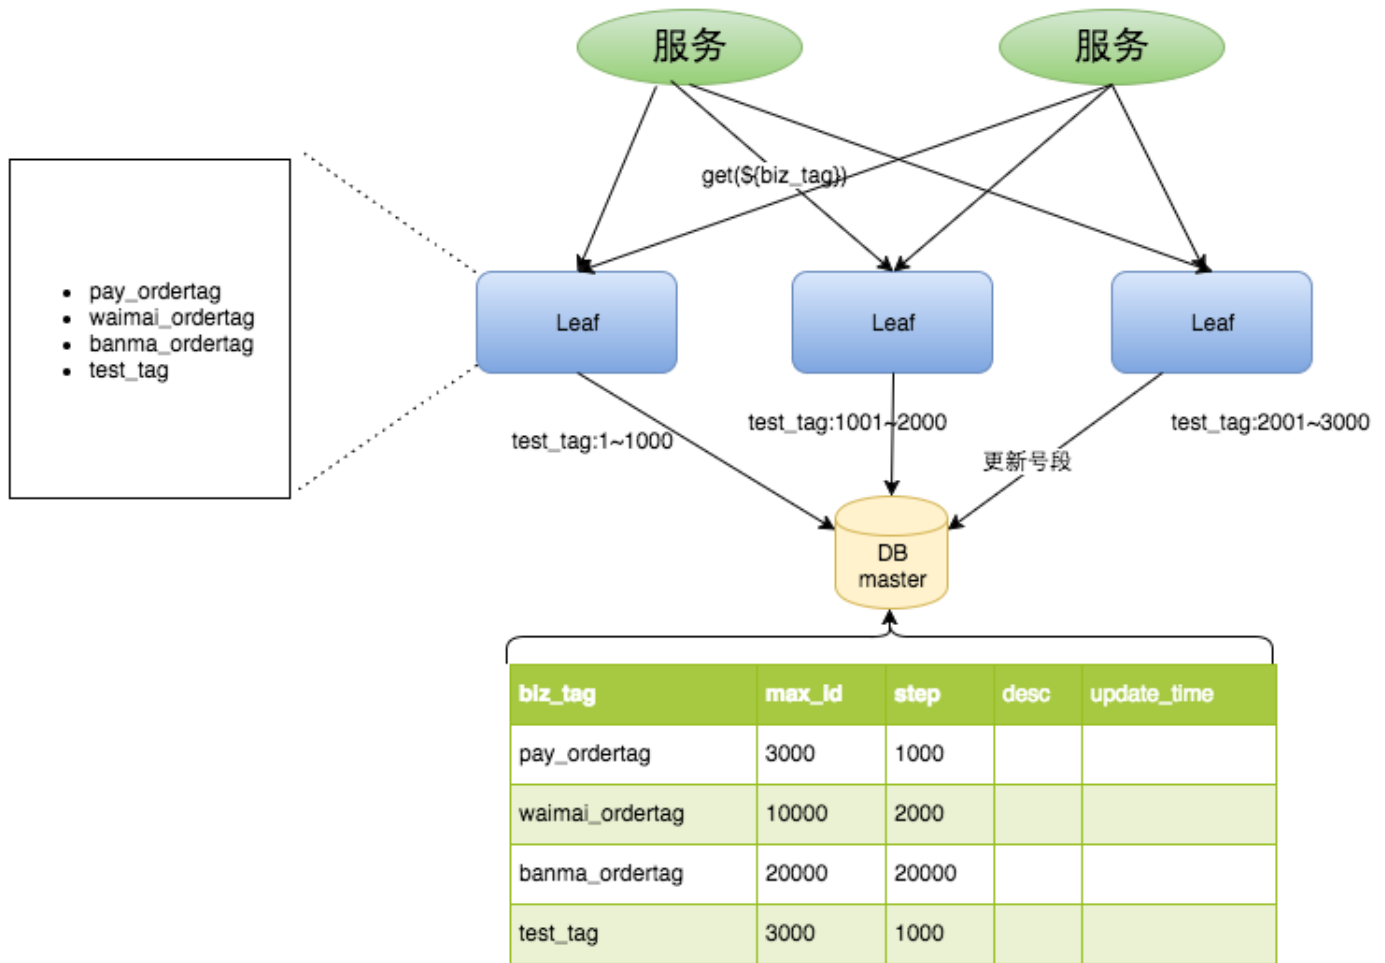 服务
服务
get(${biz_tag})
• pay_ordertag
• waimai_ordertag
• banma_ordertag
• test_tag
Leaf
Leaf
Leaf
test_tag:1~1000
test_tag:1001~2000
test_tag:2001~3000
更新号段
DB
master
biz_tag max_id step desc update_time
pay_ordertag 3000 1000
waimai_ordertag 10000 2000
banma_ordertag 20000 20000
test_tag 3000 1000